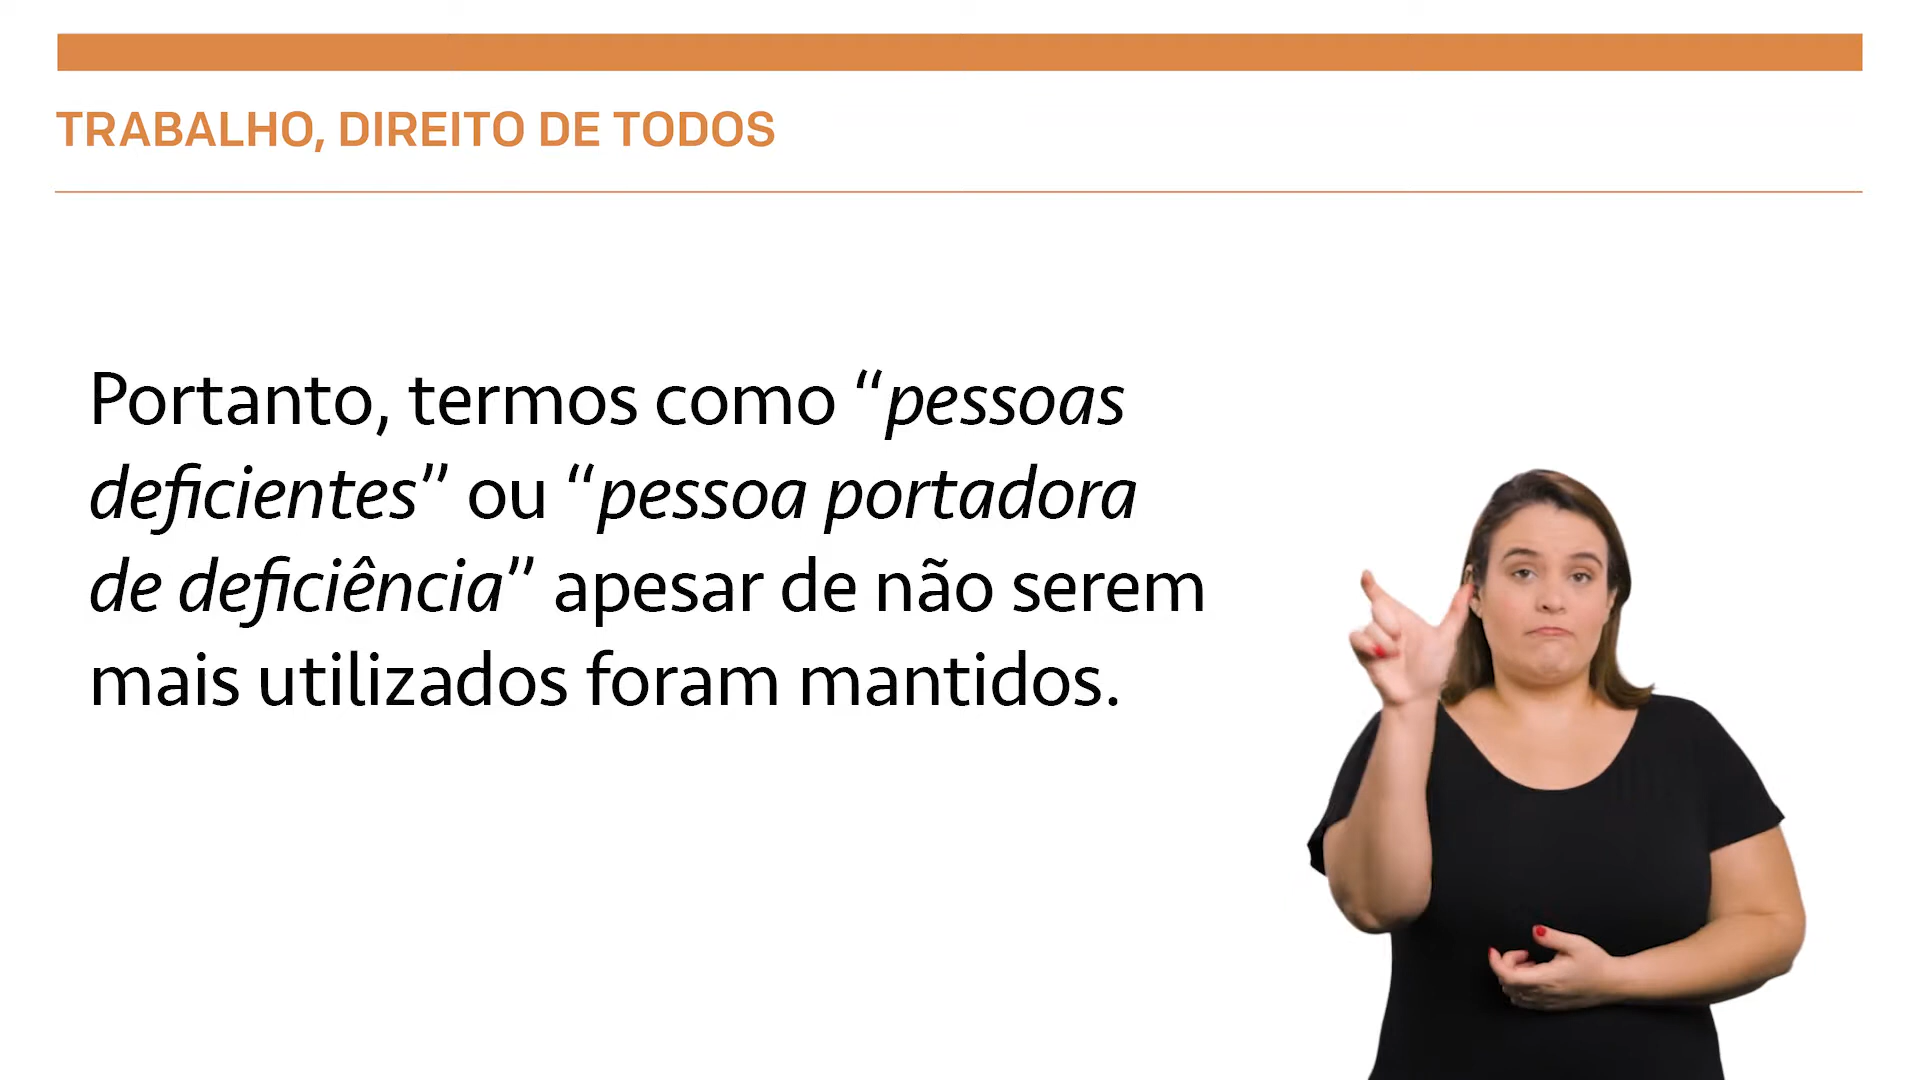 TRABALHO, DIREITO DE TODOS
Portanto, termos como “pessoas
deficientes” ou “pessoa portadora
de deficiência” apesar de não serem
mais utilizados foram mantidos.